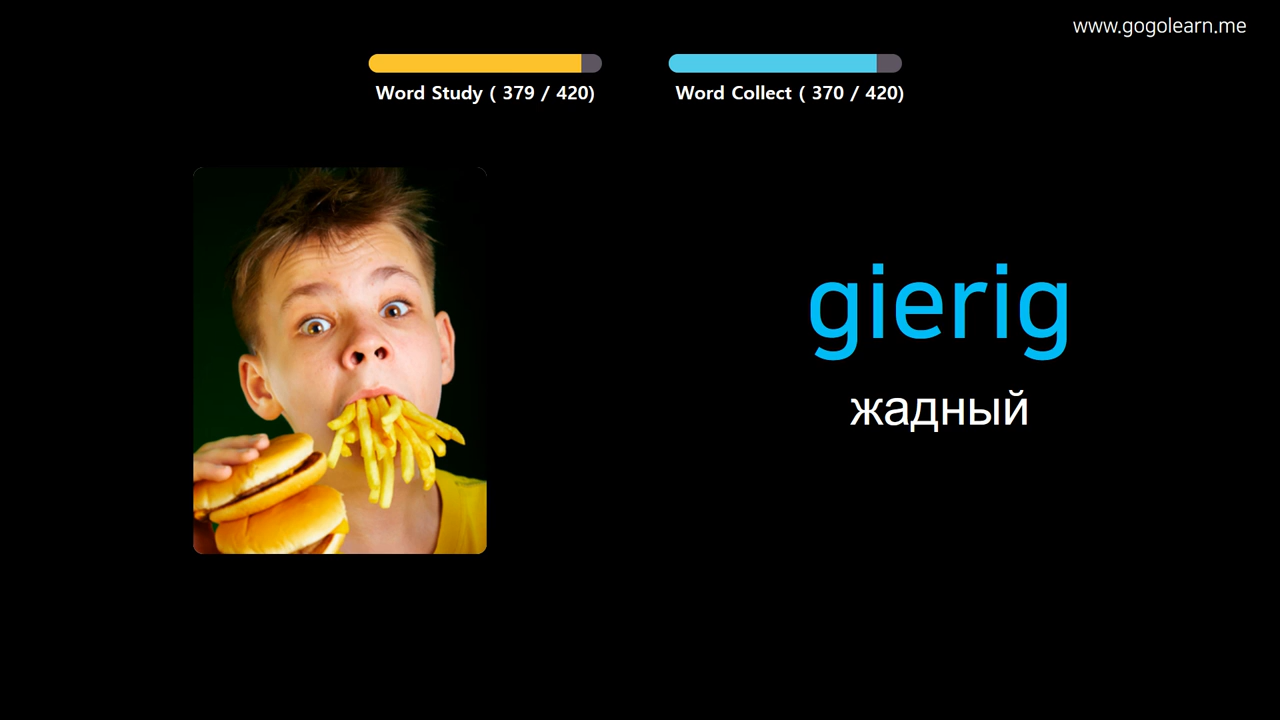 www.gogolearn.me
Word Study ( 379 / 420)
Word Collect ( 370 / 420)
gierig
жадный